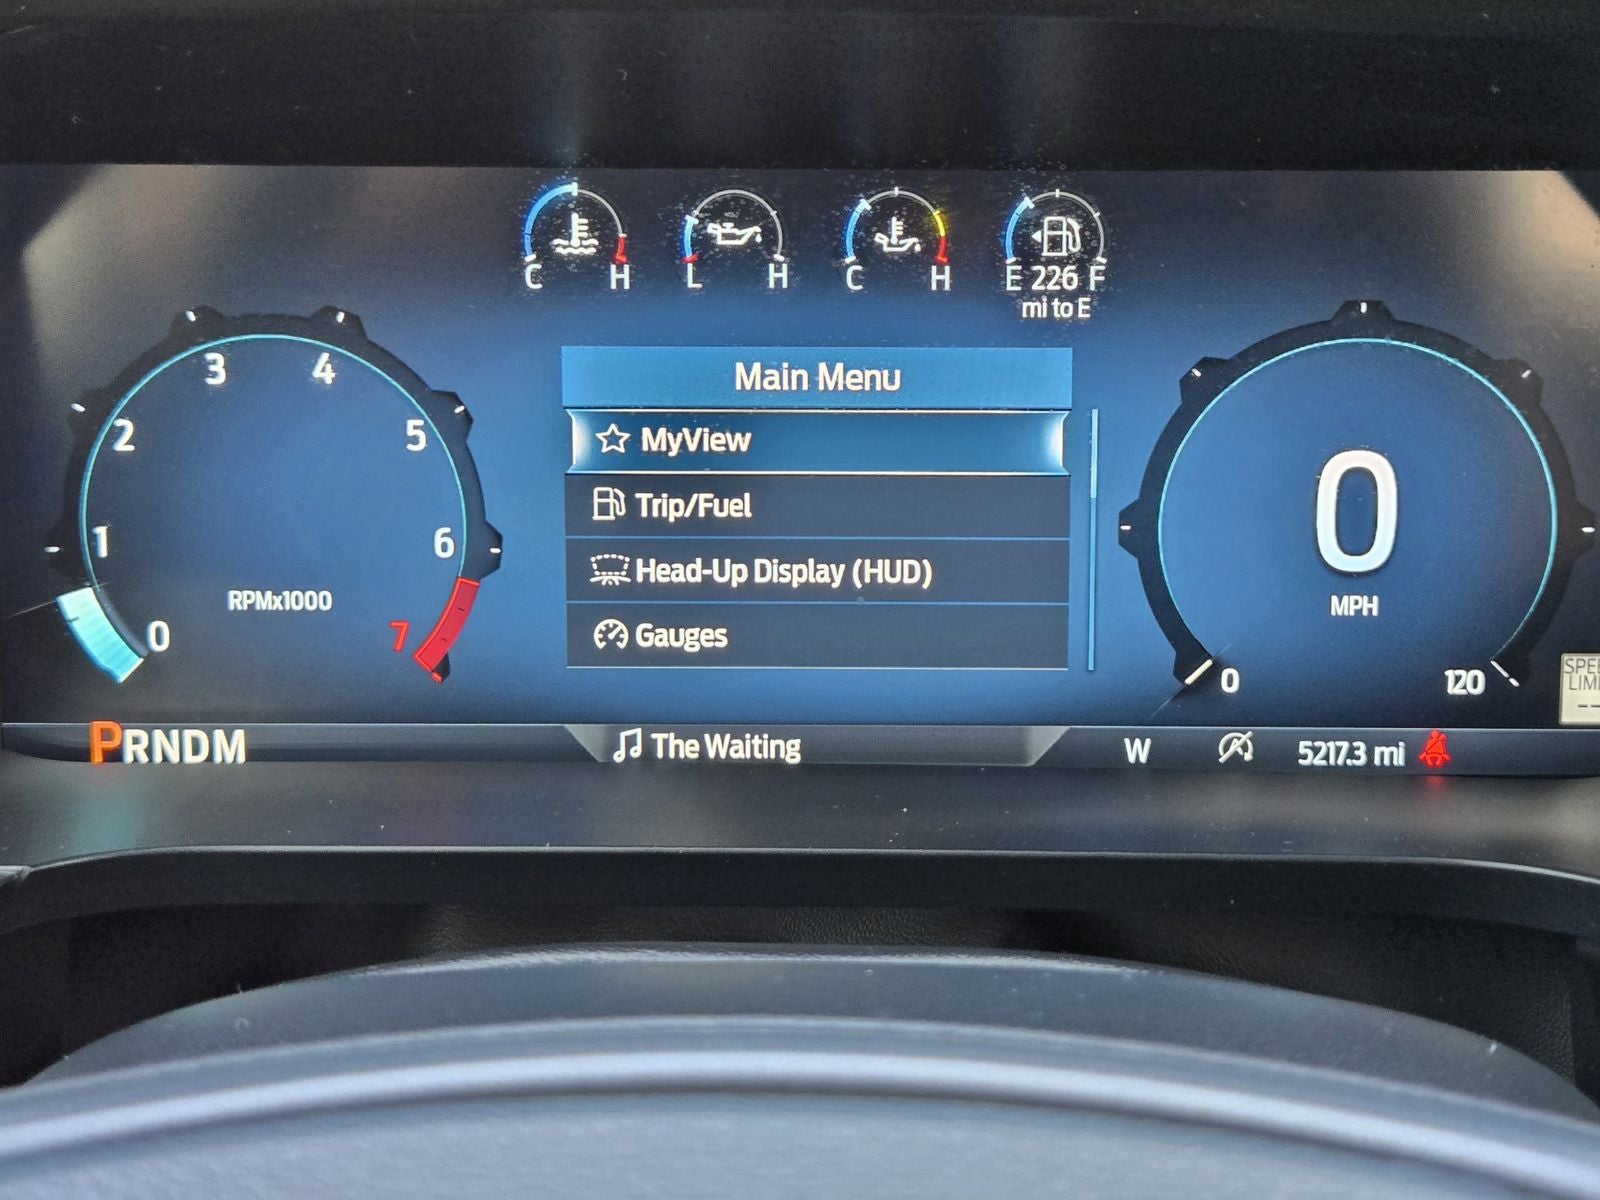 C H L H C H E 226 F
mi to E
Main Menu
MyView
Trip/Fuel
Head-Up Display (HUD)
Gauges
0 1 2 3 4 5 6 7
RPMx1000
0
MPH
0 120
PRNDM
The Waiting
W
5217.3 mi